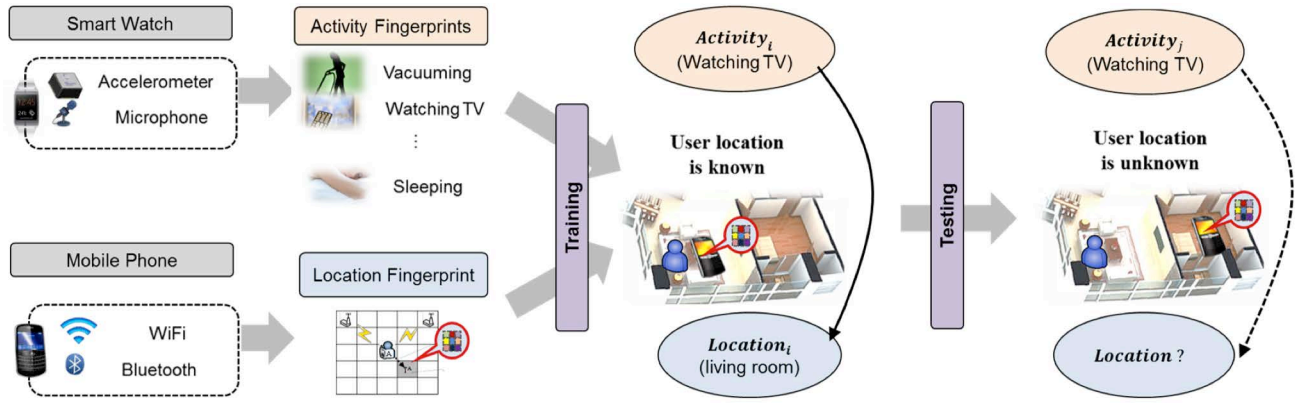 Smart Watch
Accelerometer
Microphone
Activity Fingerprints
Vacuuming
Watching TV
⋮
Sleeping
Mobile Phone
WiFi
Bluetooth
Location Fingerprint
Training
Activity_i
(Watching TV)
User location
is known
Location_i
(living room)
Testing
Activity_j
(Watching TV)
User location
is unknown
Location ?